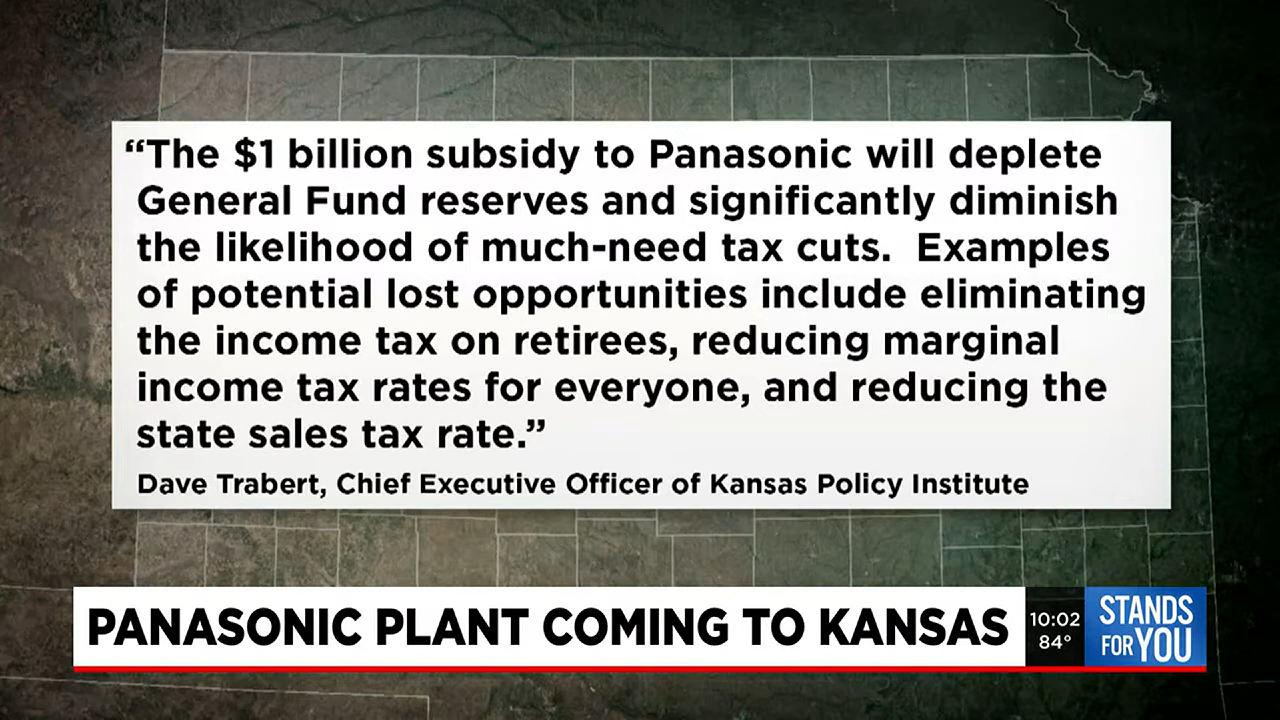 “The $1 billion subsidy to Panasonic will deplete
General Fund reserves and significantly diminish
the likelihood of much-need tax cuts.  Examples
of potential lost opportunities include eliminating
the income tax on retirees, reducing marginal
income tax rates for everyone, and reducing the
state sales tax rate.”
Dave Trabert, Chief Executive Officer of Kansas Policy Institute
PANASONIC PLANT COMING TO KANSAS
10:02
84°
STANDS
FOR YOU